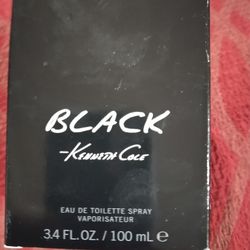 BLACK
-Kenneth Cole
EAU DE TOILETTE SPRAY
VAPORISATEUR
3.4 FL. OZ. / 100 mL e